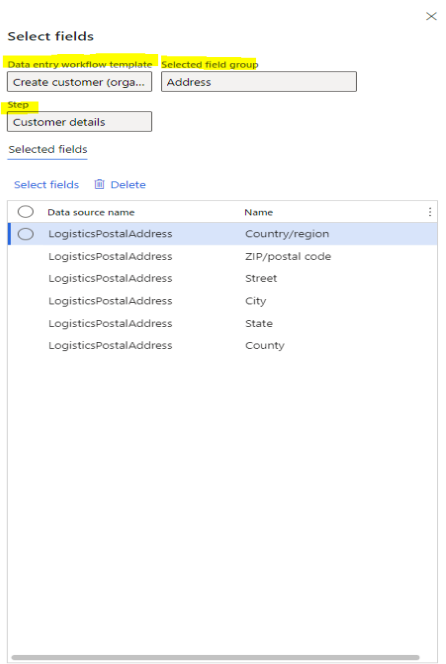 Select fields
Data entry workflow template Selected field group
Create customer (orga... Address
Step
Customer details
Selected fields
Select fields Delete
Data source name Name
LogisticsPostalAddress Country/region
LogisticsPostalAddress ZIP/postal code
LogisticsPostalAddress Street
LogisticsPostalAddress City
LogisticsPostalAddress State
LogisticsPostalAddress County